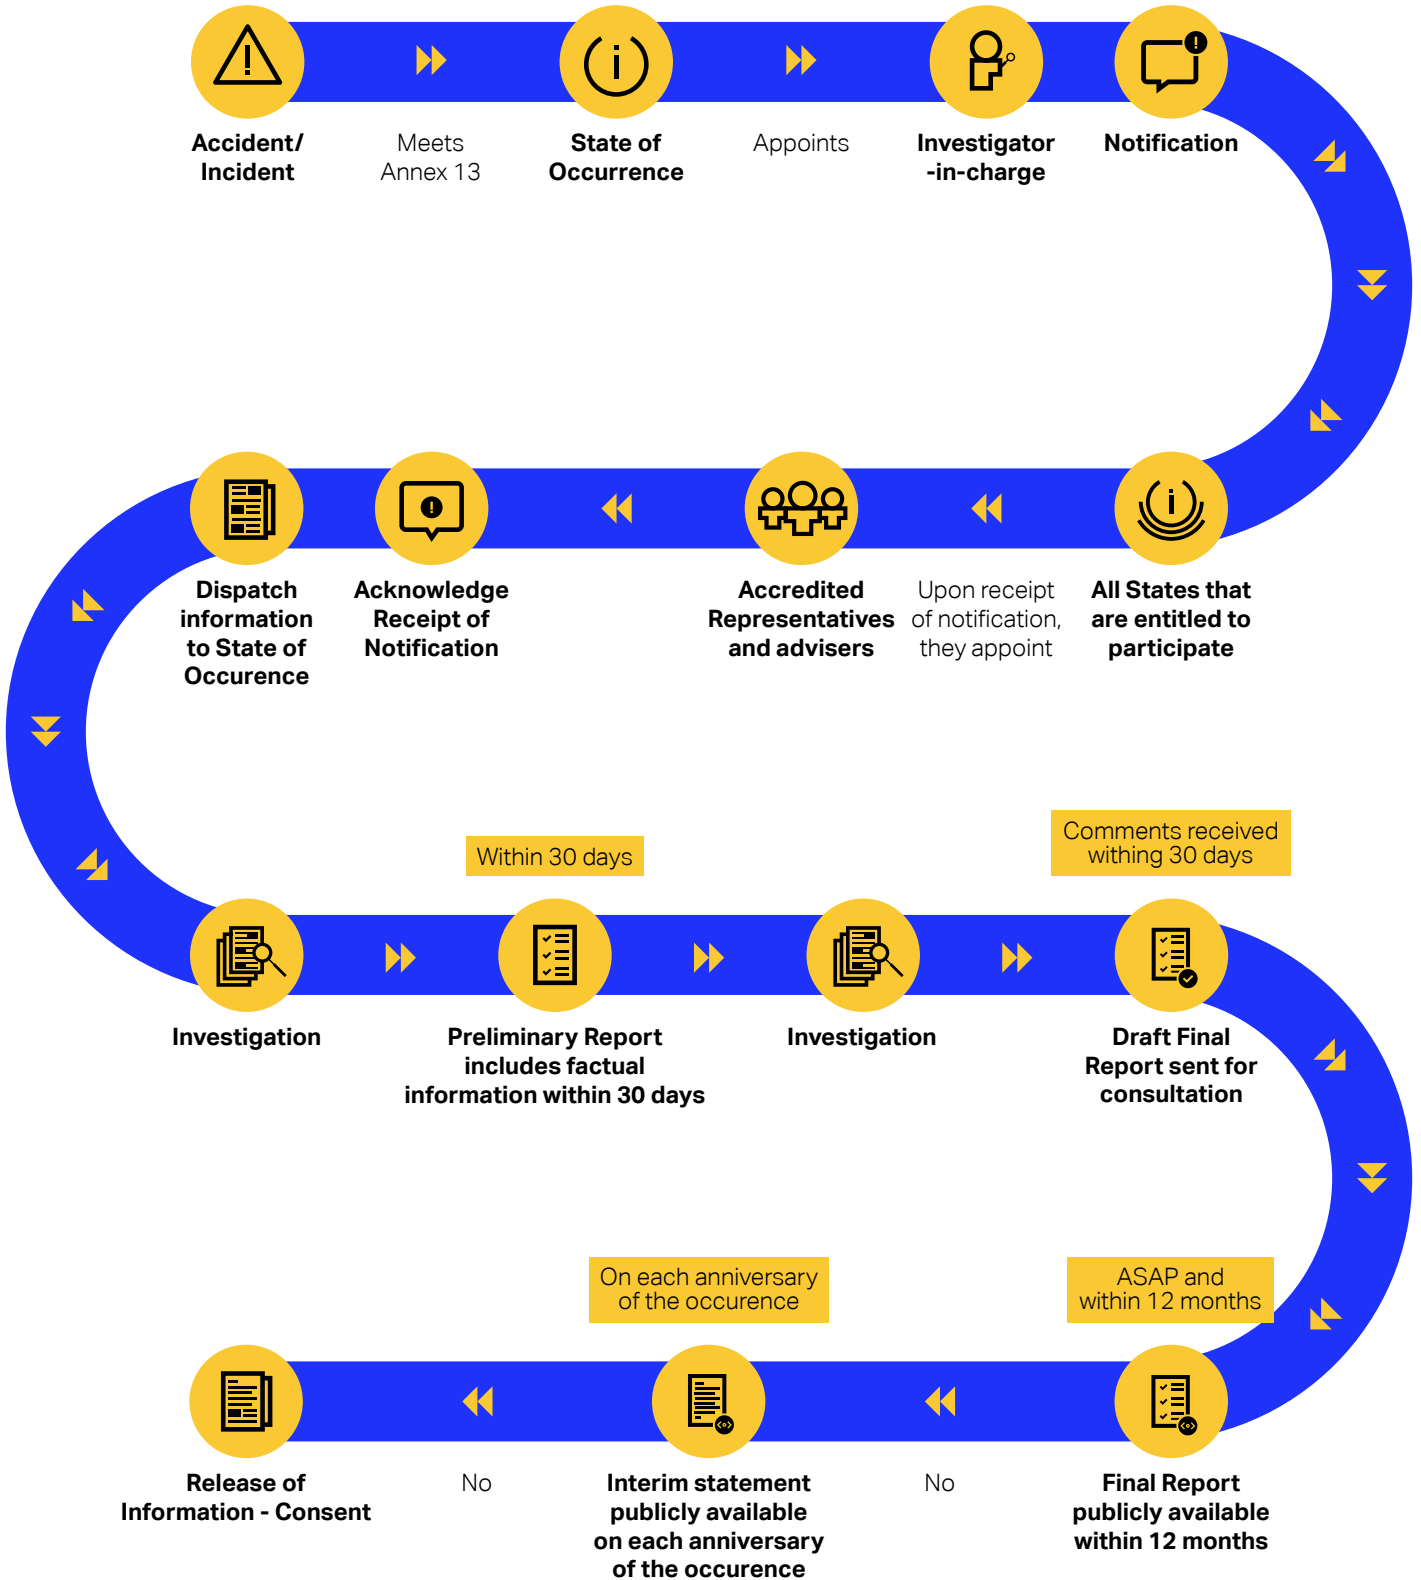 Accident/
Incident
Meets
Annex 13
State of
Occurrence
Appoints
Investigator
-in-charge
Notification
Dispatch
information
to State of
Occurence
Acknowledge
Receipt of
Notification
Accredited
Representatives
and advisers
Upon receipt
of notification,
they appoint
All States that
are entitled to
participate
Within 30 days
Comments received
withing 30 days
Investigation
Preliminary Report
includes factual
information within 30 days
Investigation
Draft Final
Report sent for
consultation
On each anniversary
of the occurence
ASAP and
within 12 months
Release of
Information - Consent
No
Interim statement
publicly available
on each anniversary
of the occurence
No
Final Report
publicly available
within 12 months